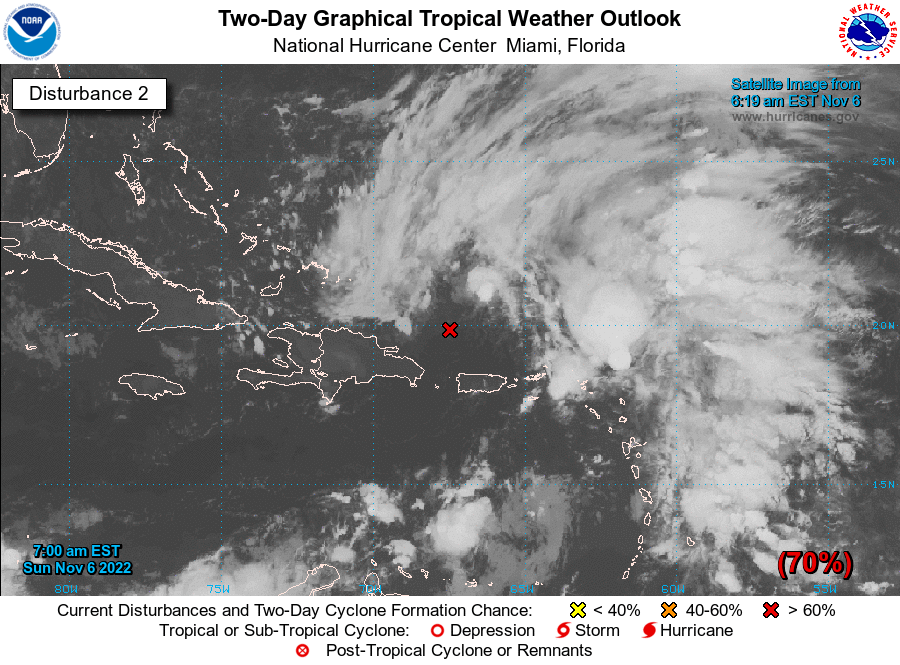 Two-Day Graphical Tropical Weather Outlook
National Hurricane Center Miami, Florida
NOAA
NATIONAL WEATHER SERVICE
Disturbance 2
Satellite Image from
6:19 am EST Nov 6
www.hurricanes.gov
25N
20N
15N
7:00 am EST
Sun Nov 6 2022
(70%)
80W 75W 60W
Current Disturbances and Two-Day Cyclone Formation Chance: < 40% 40-60% > 60%
Tropical or Sub-Tropical Cyclone: Depression Storm Hurricane
Post-Tropical Cyclone or Remnants